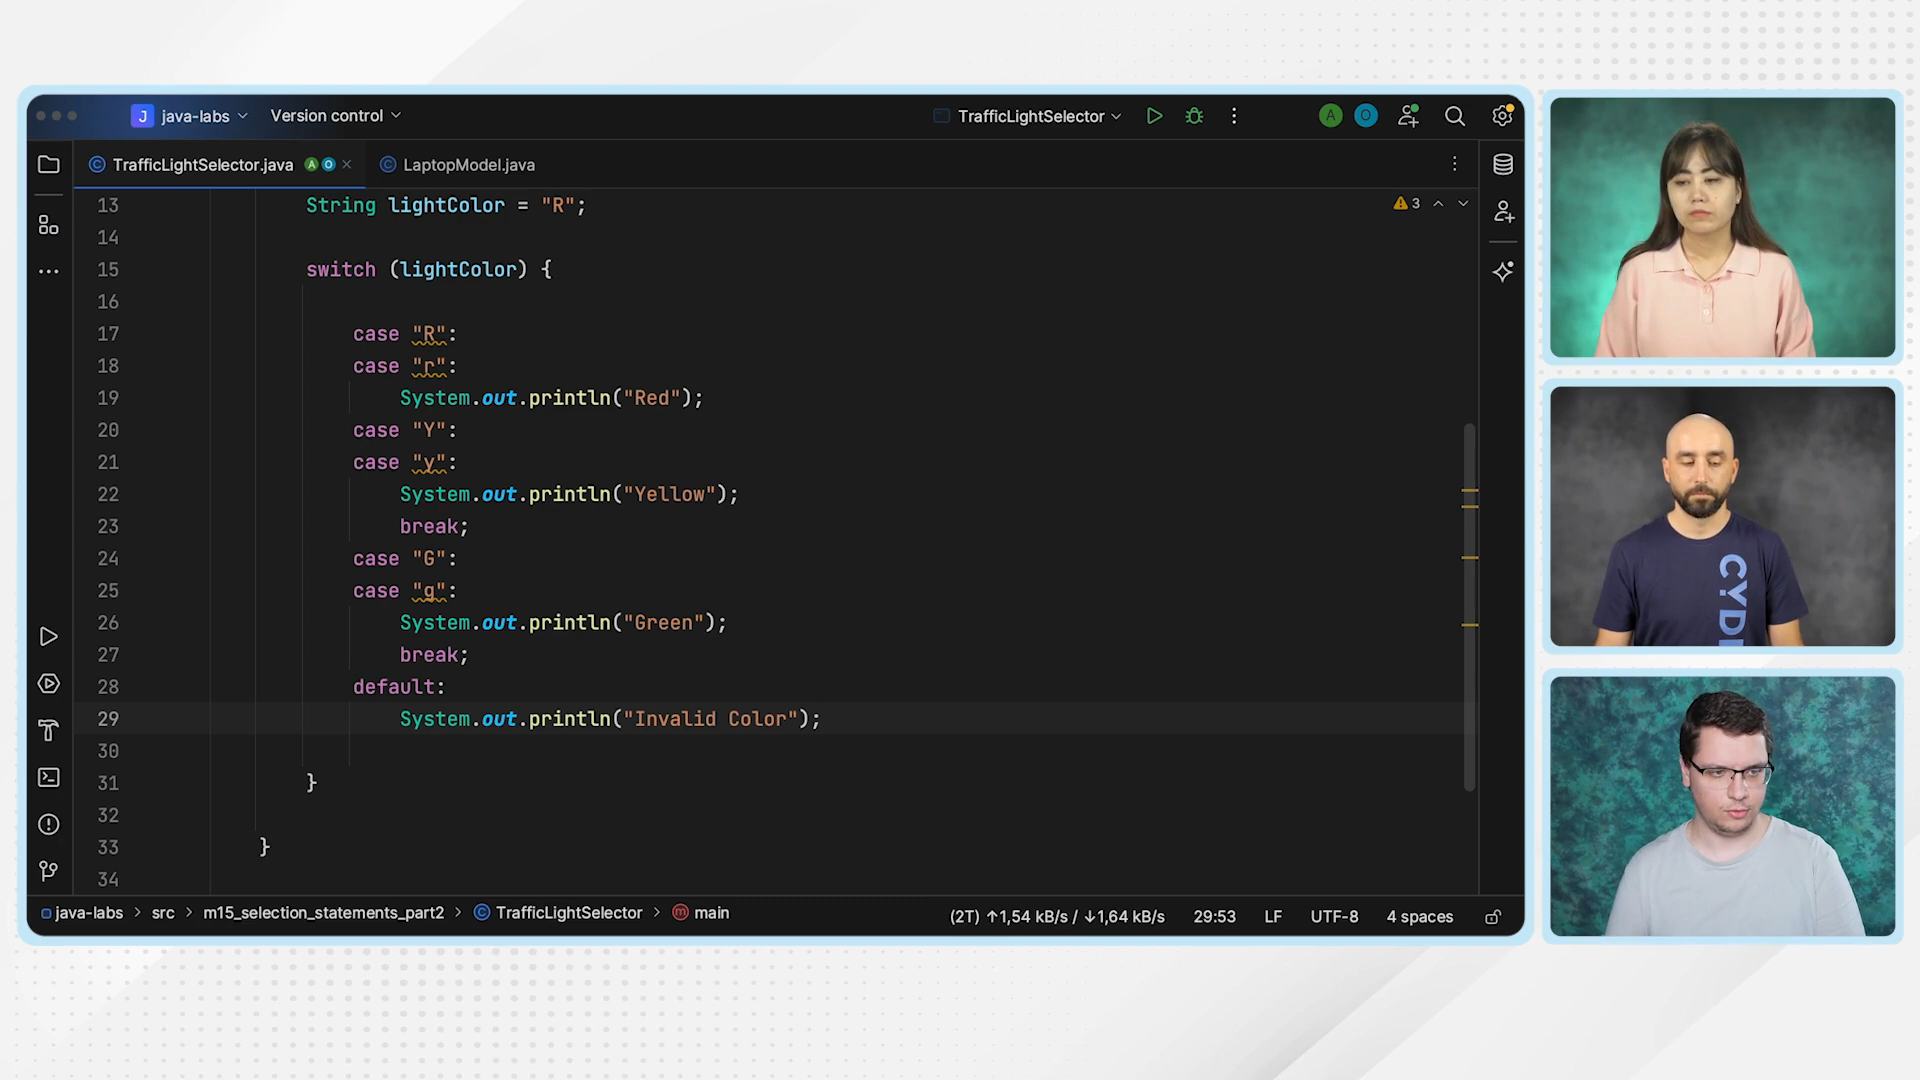 J java-labs Version control TrafficLightSelector A O
TrafficLightSelector.java A O LaptopModel.java
13 String lightColor = "R"; 3
14
15 switch (lightColor) {
16
17 case "R":
18 case "r":
19 System.out.println("Red");
20 case "Y":
21 case "y":
22 System.out.println("Yellow");
23 break;
24 case "G":
25 case "g":
26 System.out.println("Green");
27 break;
28 default:
29 System.out.println("Invalid Color");
30
31 }
32
33 }
34
java-labs > src > m15_selection_statements_part2 > C TrafficLightSelector > m main (2T) ↑1,54 kB/s / ↓1,64 kB/s 29:53 LF UTF-8 4 spaces